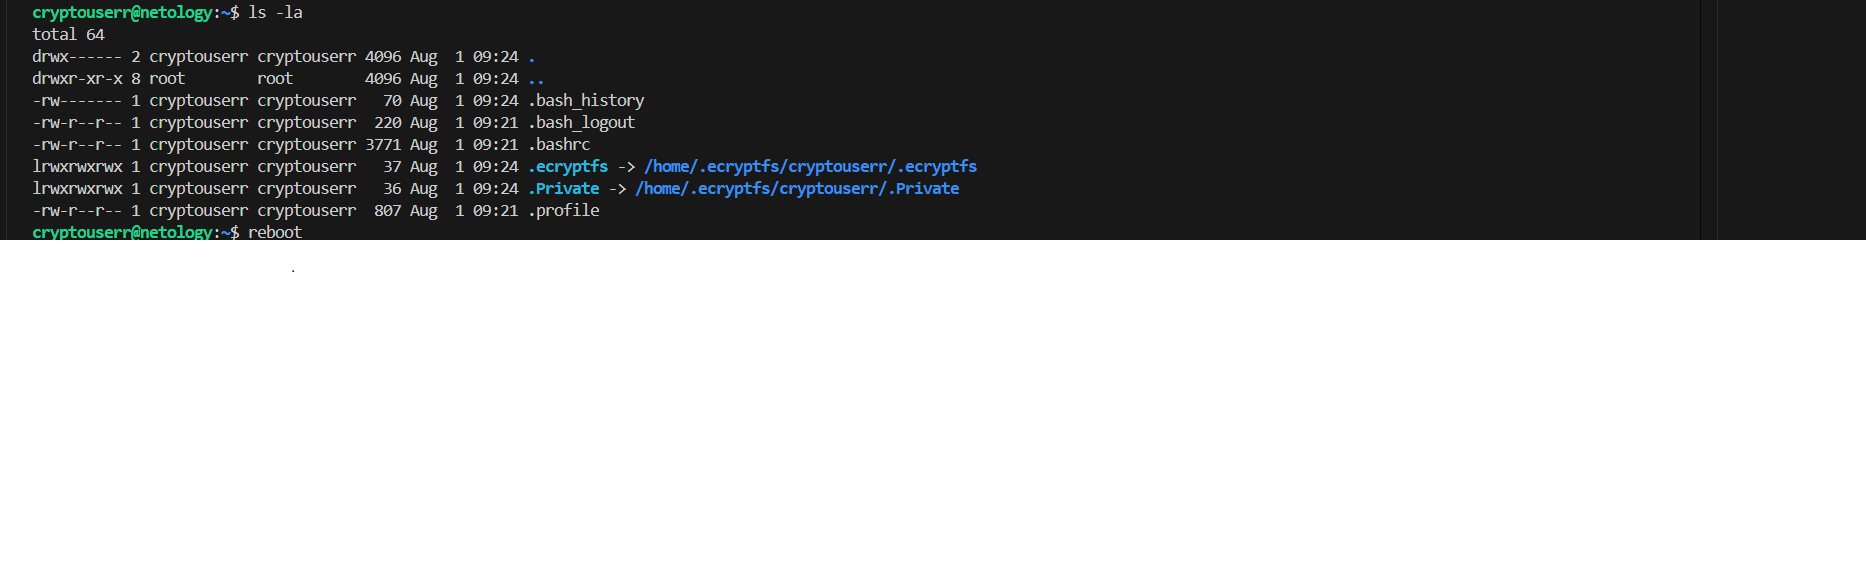 cryptouserr@netology:~$ ls -la
total 64
drwx------ 2 cryptouserr cryptouserr 4096 Aug  1 09:24 .
drwxr-xr-x 8 root        root        4096 Aug  1 09:24 ..
-rw------- 1 cryptouserr cryptouserr   70 Aug  1 09:24 .bash_history
-rw-r--r-- 1 cryptouserr cryptouserr  220 Aug  1 09:21 .bash_logout
-rw-r--r-- 1 cryptouserr cryptouserr 3771 Aug  1 09:21 .bashrc
lrwxrwxrwx 1 cryptouserr cryptouserr   37 Aug  1 09:24 .ecryptfs -> /home/.ecryptfs/cryptouserr/.ecryptfs
lrwxrwxrwx 1 cryptouserr cryptouserr   36 Aug  1 09:24 .Private -> /home/.ecryptfs/cryptouserr/.Private
-rw-r--r-- 1 cryptouserr cryptouserr  807 Aug  1 09:21 .profile
cryptouserr@netology:~$ reboot
.